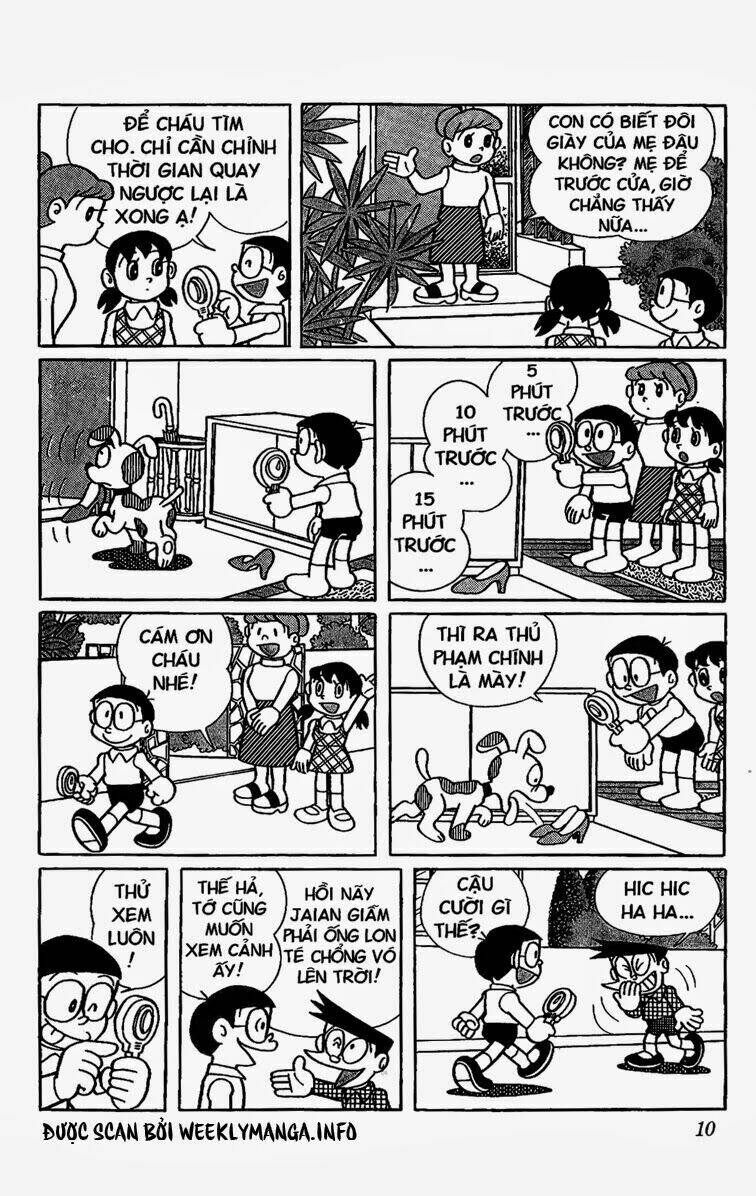 CON CÓ BIẾT ĐÔI
GIÀY CỦA MẸ ĐÂU
KHÔNG? MẸ ĐỂ
TRƯỚC CỬA, GIỜ
CHẲNG THẤY
NỮA...
ĐỂ CHÁU TÌM
CHO. CHỈ CẦN CHỈNH
THỜI GIAN QUAY
NGƯỢC LẠI LÀ
XONG Ạ!
5
PHÚT
TRƯỚC
...
10
PHÚT
TRƯỚC
...
15
PHÚT
TRƯỚC
...
THÌ RA THỦ
PHẠM CHÍNH
LÀ MÀY!
CÁM ƠN
CHÁU
NHÉ!
HIC HIC
HA HA...
CẬU
CƯỜI GÌ
THẾ?
HỒI NÃY
JAIAN GIẪM
PHẢI ỐNG LON
TÉ CHỔNG VÓ
LÊN TRỜI!
THẾ HẢ,
TỚ CŨNG
MUỐN
XEM CẢNH
ẤY!
THỬ
XEM
LUÔN
!
ĐƯỢC SCAN BỞI WEEKLYMANGA.INFO
10